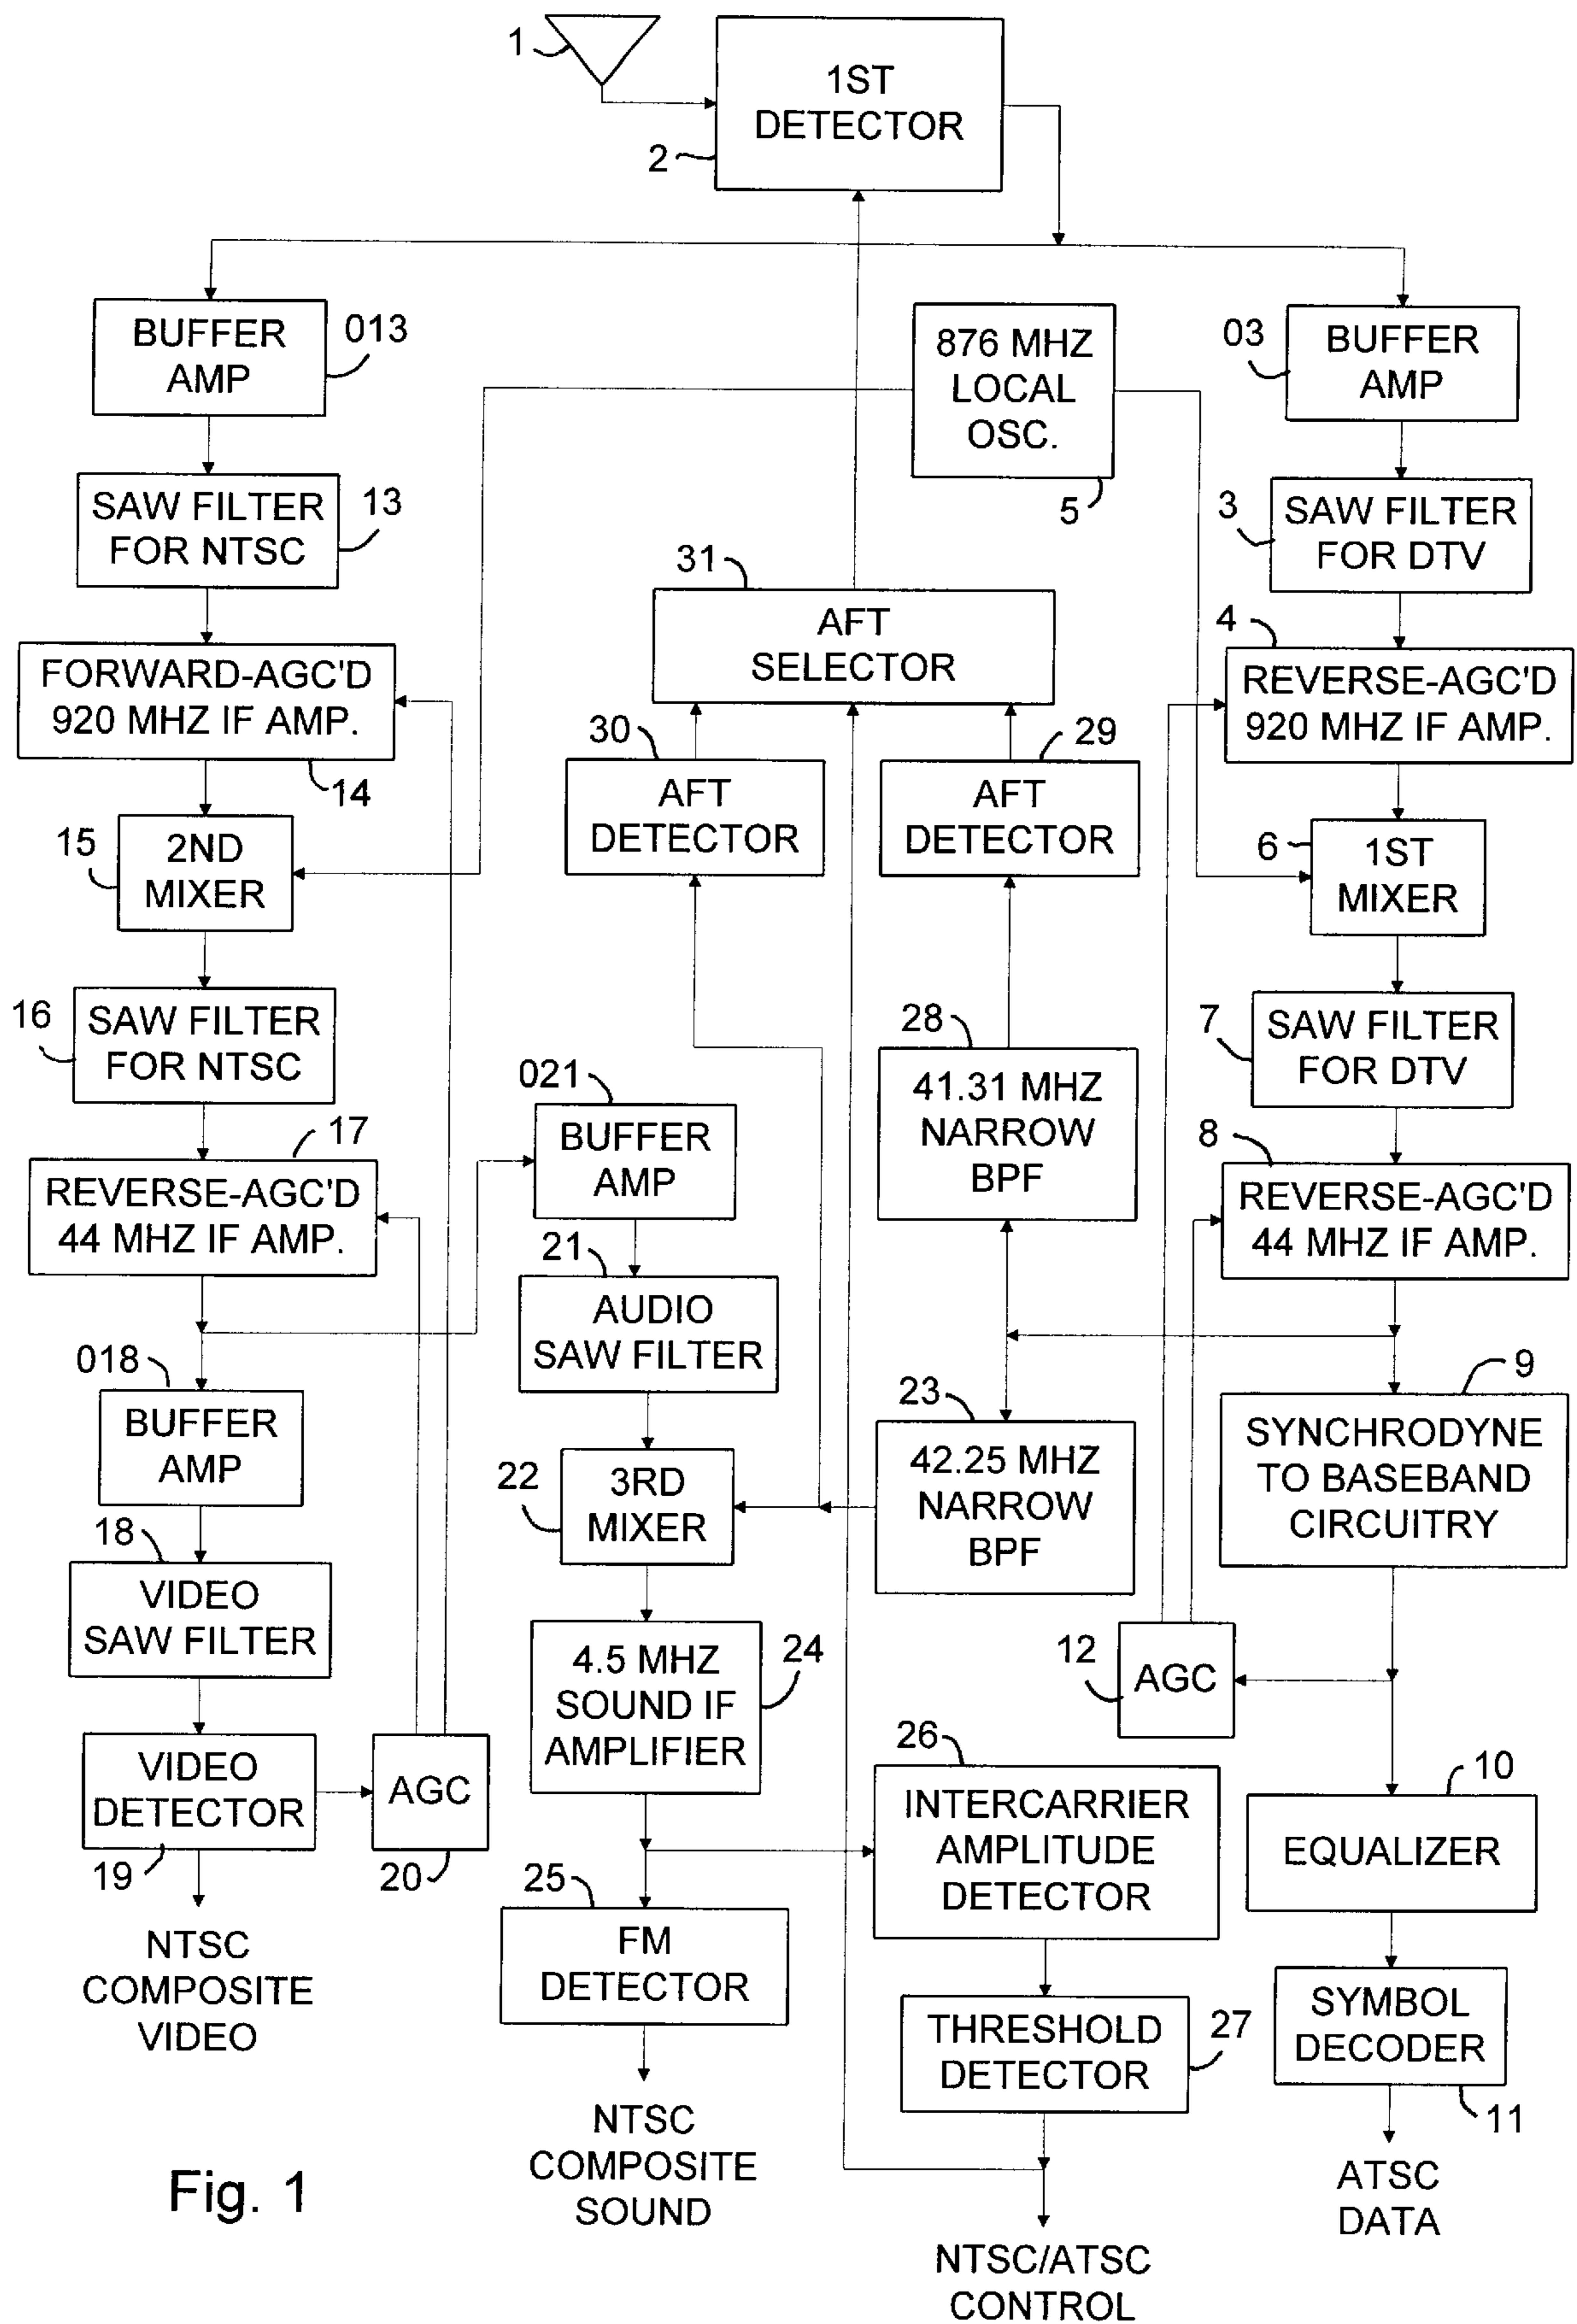 1
1ST
DETECTOR
2
BUFFER
AMP
013
876 MHZ
LOCAL
OSC.
5
03
BUFFER
AMP
SAW FILTER
FOR NTSC
13
3
SAW FILTER
FOR DTV
31
AFT
SELECTOR
FORWARD-AGC'D
920 MHZ IF AMP.
14
4
REVERSE-AGC'D
920 MHZ IF AMP.
30
AFT
DETECTOR
29
AFT
DETECTOR
15
2ND
MIXER
6
1ST
MIXER
16
SAW FILTER
FOR NTSC
28
41.31 MHZ
NARROW
BPF
7
SAW FILTER
FOR DTV
021
BUFFER
AMP
17
REVERSE-AGC'D
44 MHZ IF AMP.
8
REVERSE-AGC'D
44 MHZ IF AMP.
21
AUDIO
SAW FILTER
018
BUFFER
AMP
23
42.25 MHZ
NARROW
BPF
9
SYNCHRODYNE
TO BASEBAND
CIRCUITRY
22
3RD
MIXER
18
VIDEO
SAW FILTER
4.5 MHZ
SOUND IF
AMPLIFIER
24
12
AGC
VIDEO
DETECTOR
19
AGC
20
26
INTERCARRIER
AMPLITUDE
DETECTOR
10
EQUALIZER
25
FM
DETECTOR
NTSC
COMPOSITE
VIDEO
THRESHOLD
DETECTOR
27
SYMBOL
DECODER
11
NTSC
COMPOSITE
SOUND
ATSC
DATA
NTSC/ATSC
CONTROL
Fig. 1